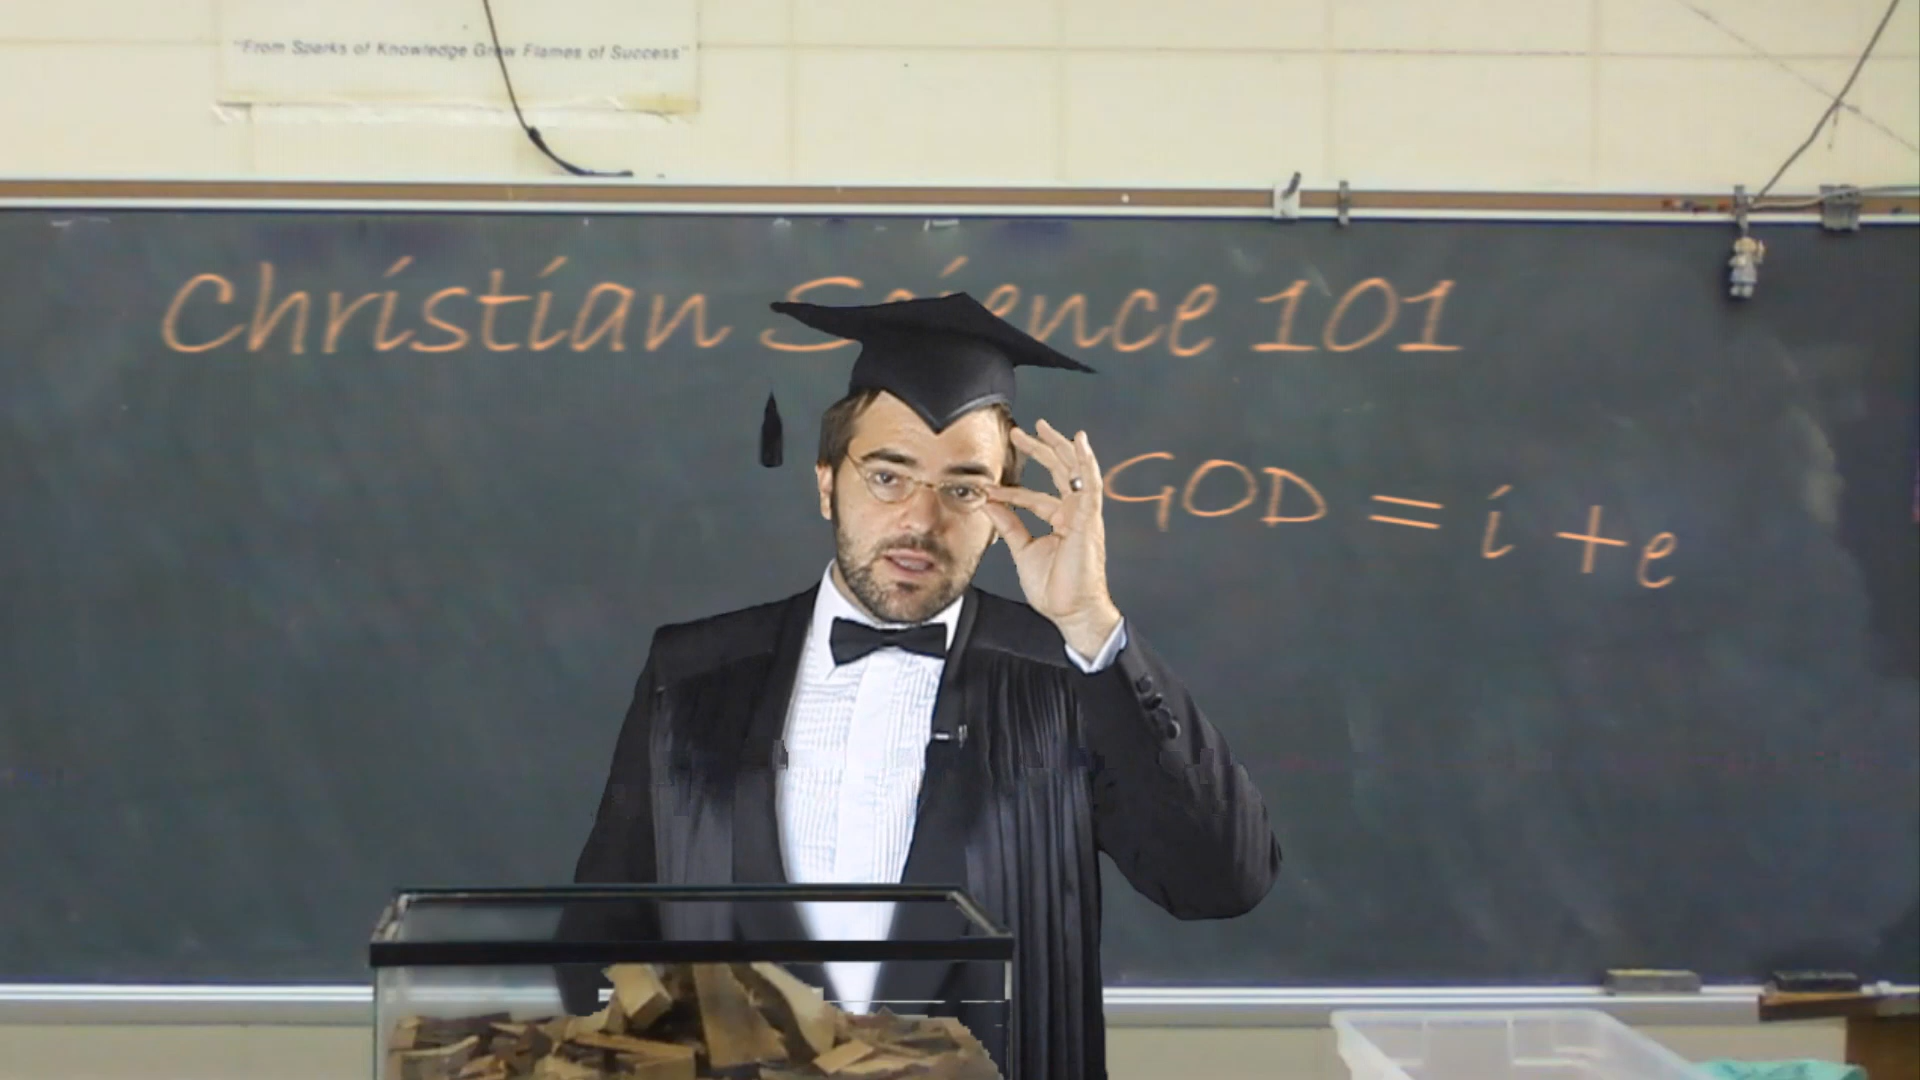 "From Sparks of Knowledge Grow Flames of Success"
Christian Science 101
GOD = i + e